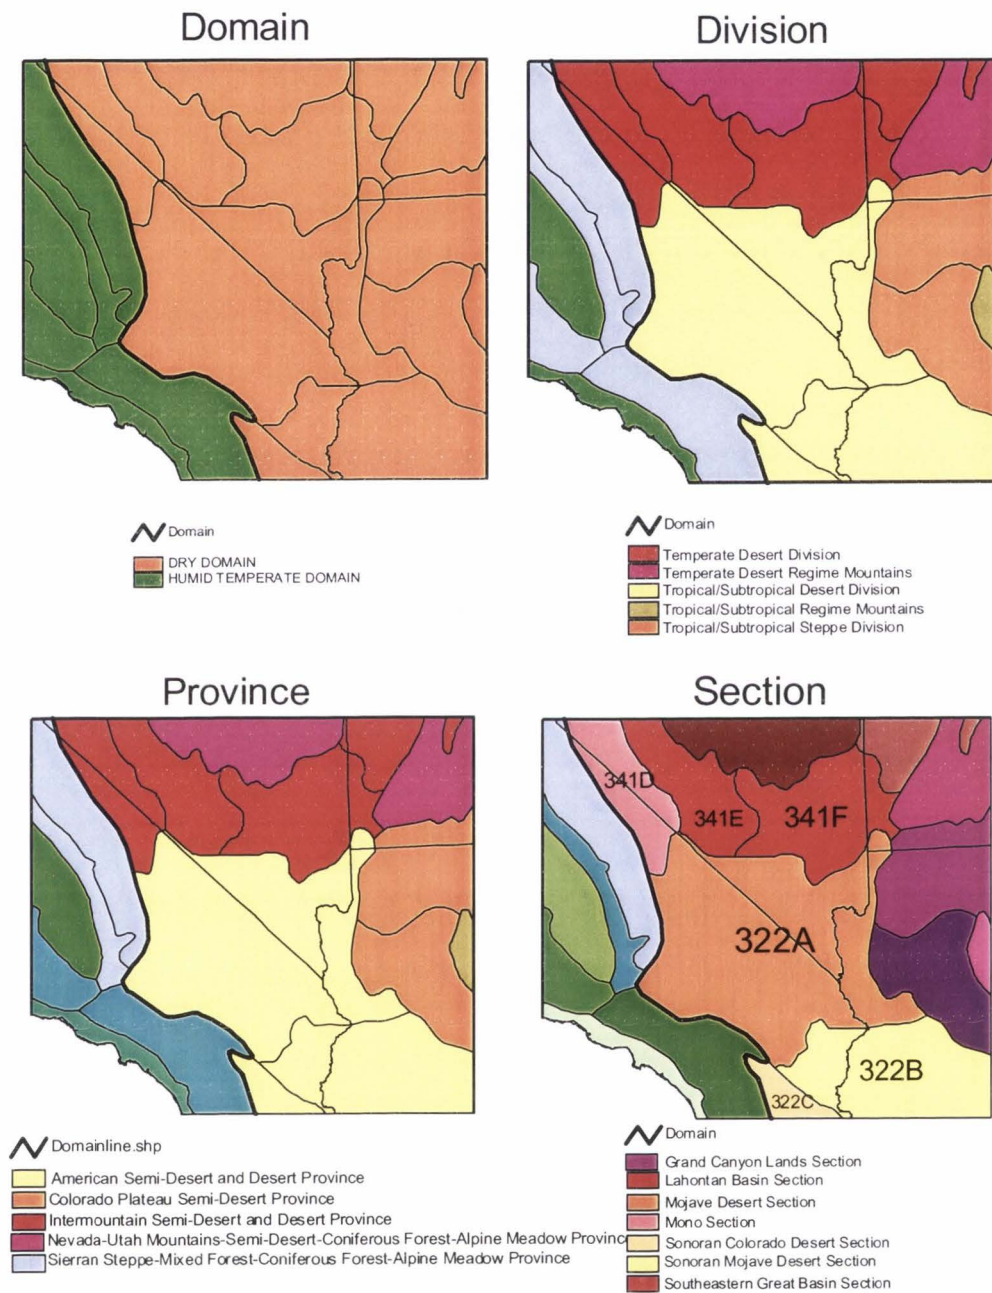 Domain
Division
Domain
DRY DOMAIN
HUMID TEMPERATE DOMAIN
Domain
Temperate Desert Division
Temperate Desert Regime Mountains
Tropical/Subtropical Desert Division
Tropical/Subtropical Regime Mountains
Tropical/Subtropical Steppe Division
Province
Section
341D
341E
341F
322A
322B
322C
Domainline.shp
American Semi-Desert and Desert Province
Colorado Plateau Semi-Desert Province
Intermountain Semi-Desert and Desert Province
Nevada-Utah Mountains-Semi-Desert-Coniferous Forest-Alpine Meadow Provinc
Sierran Steppe-Mixed Forest-Coniferous Forest-Alpine Meadow Province
Domain
Grand Canyon Lands Section
Lahontan Basin Section
Mojave Desert Section
Mono Section
Sonoran Colorado Desert Section
Sonoran Mojave Desert Section
Southeastern Great Basin Section